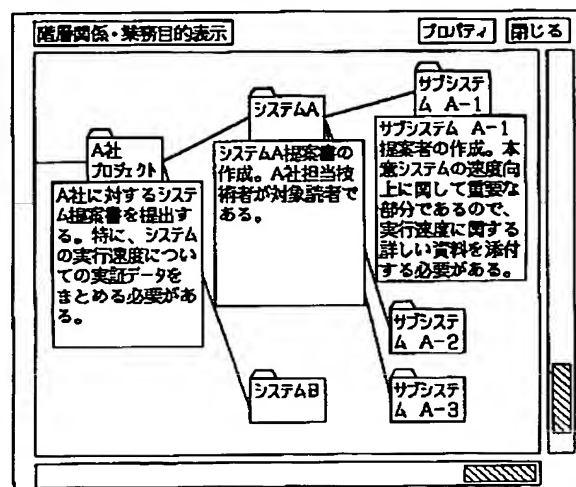 階層関係・業務目的表示
プロパティ
閉じる
A社
プロジェクト
A社に対するシステ
ム提案書を提出す
る。特に、システム
の実行速度につい
ての実証データを
まとめる必要があ
る。
システムA
システムA提案書の
作成。A社担当技
術者が対象読者で
ある。
サブシステ
ム A-1
サブシステム A-1
提案者の作成。本
意システムの速度向
上に関して重要な
部分であるので、
実行速度に関する
詳しい資料を添付
する必要がある。
サブシステ
ム A-2
システムB
サブシステ
ム A-3